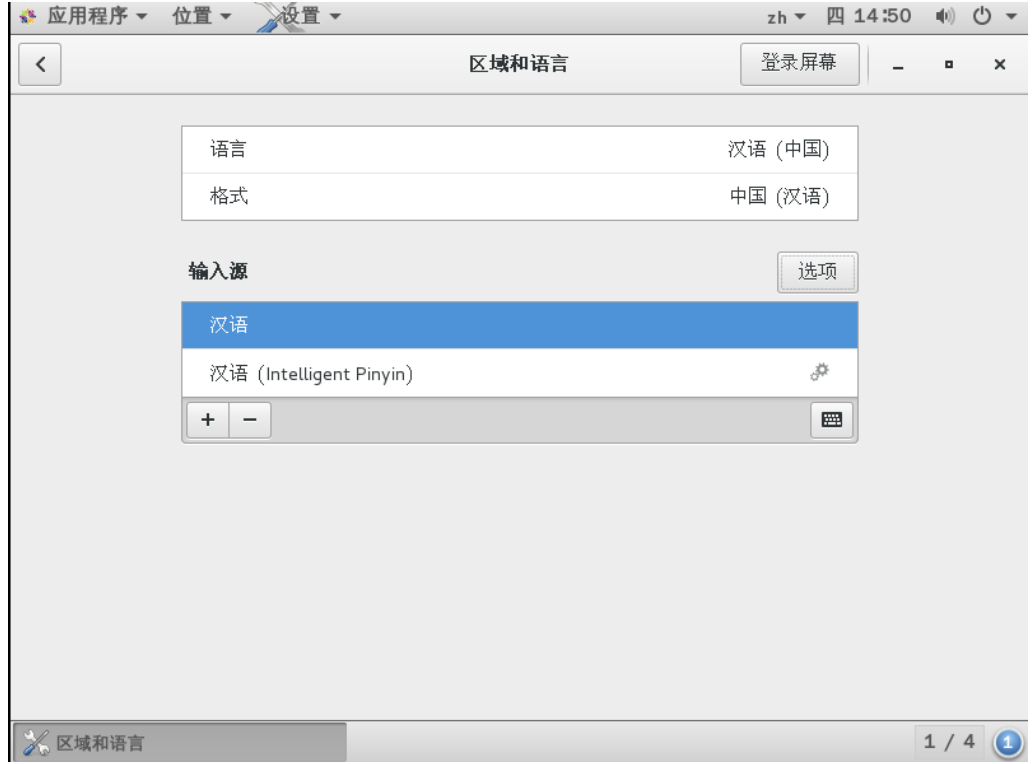 应用程序 位置 设置 zh 四 14:50
区域和语言 登录屏幕
语言 汉语 (中国)
格式 中国 (汉语)
输入源 选项
汉语
汉语 (Intelligent Pinyin)
区域和语言 1 / 4 1